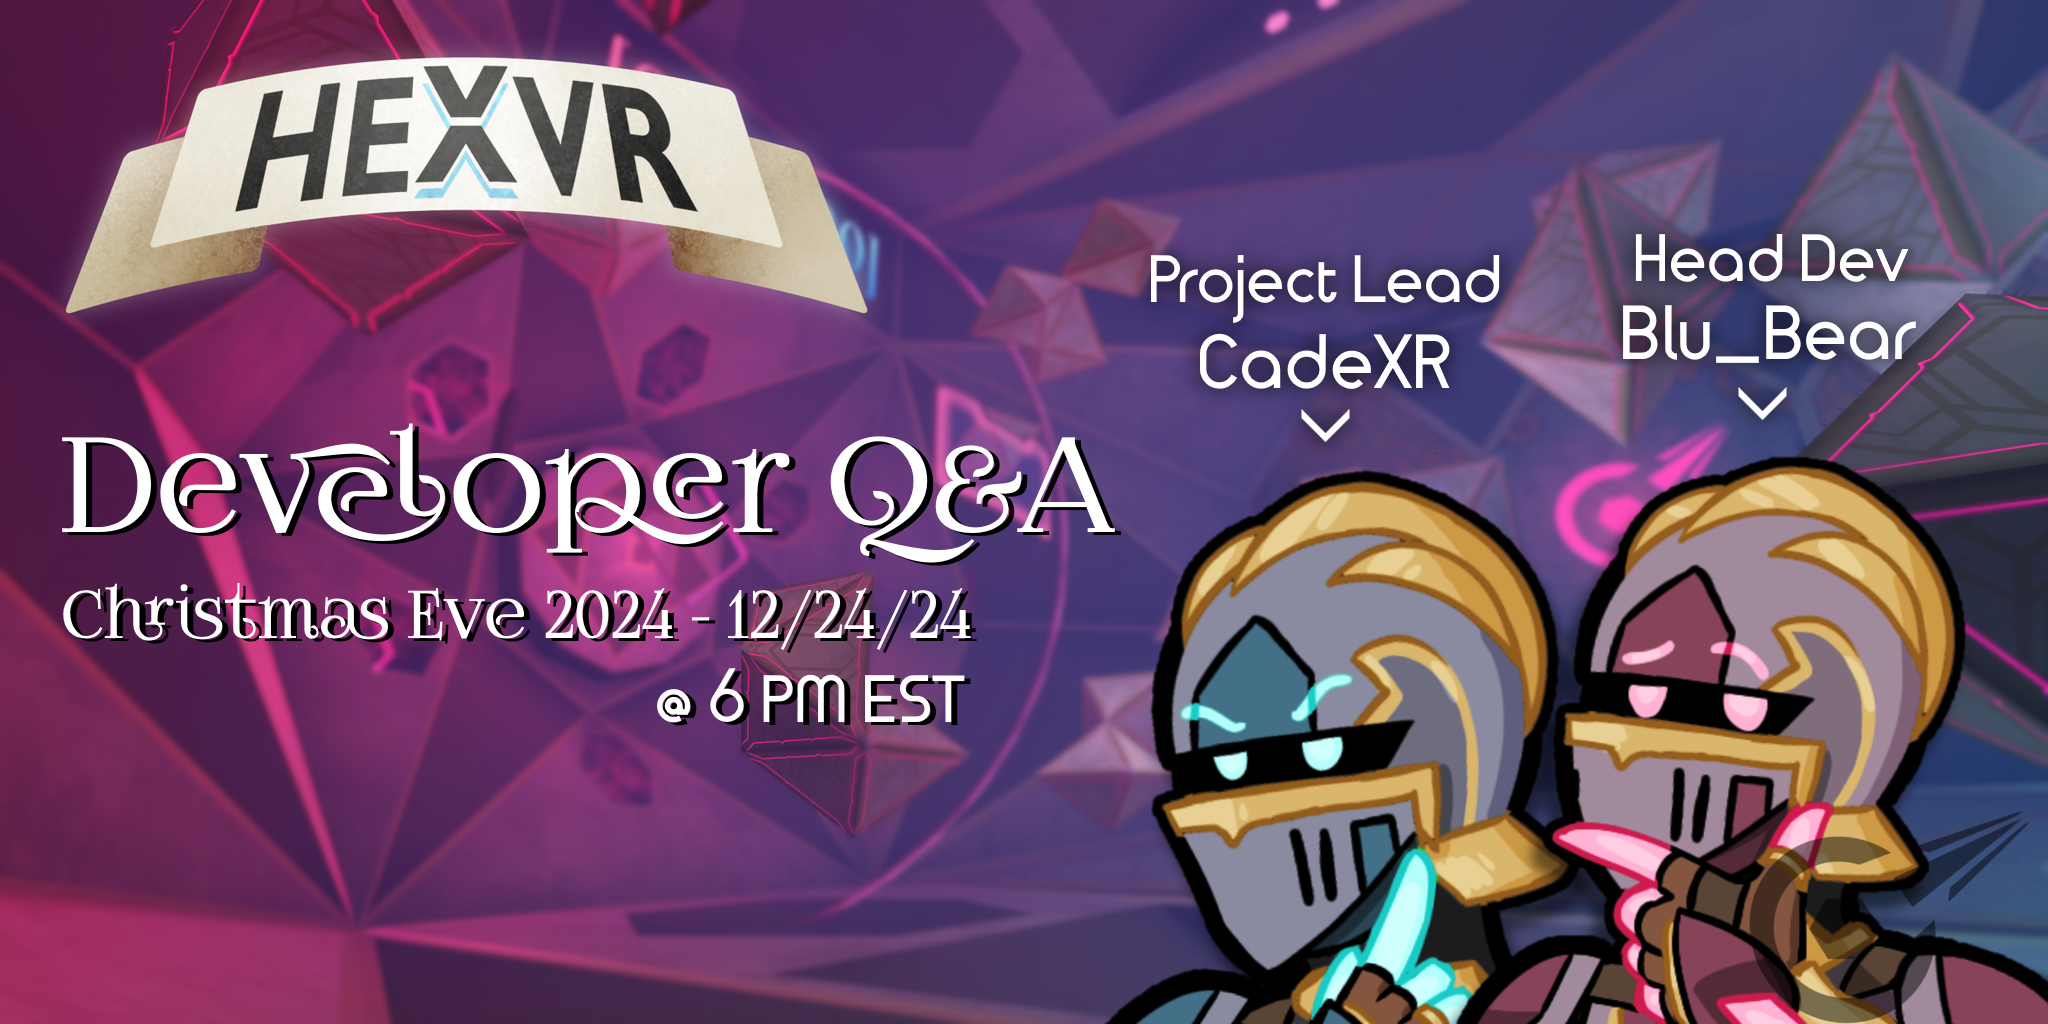 HEXVR
Project Lead
CadeXR
Head Dev
Blu_Bear
Developer Q&A
Christmas Eve 2024 - 12/24/24
@ 6 PM EST